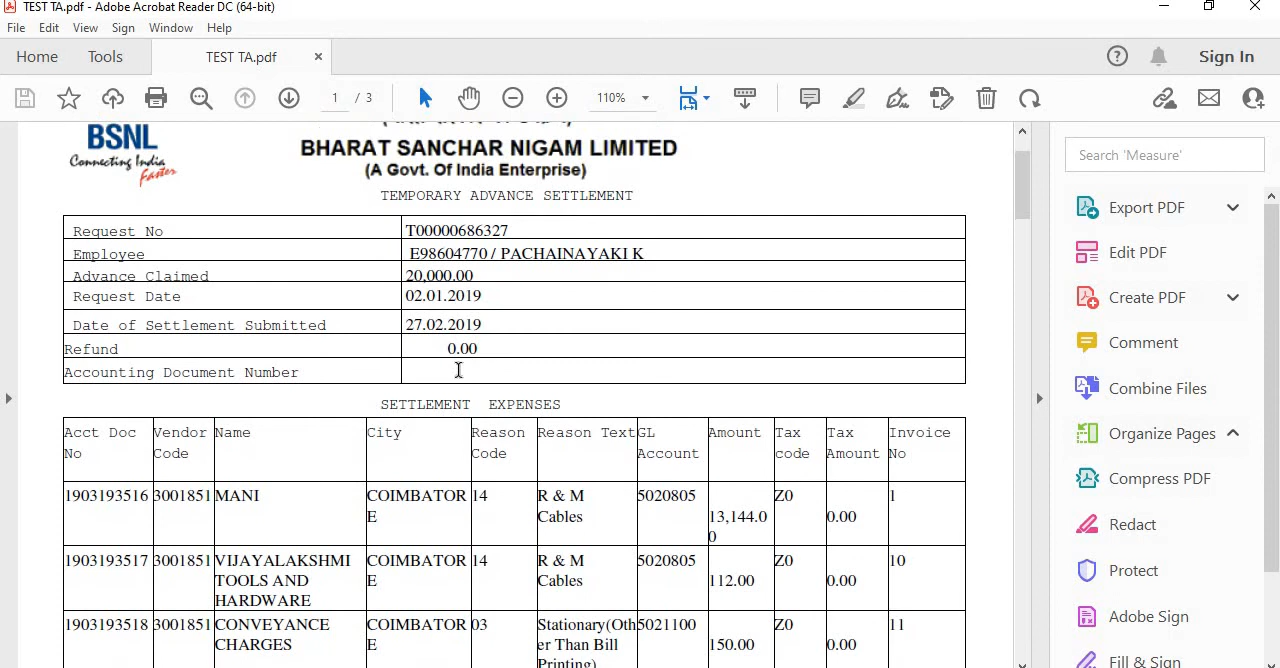 TEST TA.pdf - Adobe Acrobat Reader DC (64-bit)
File Edit View Sign Window Help
Home Tools TEST TA.pdf × Sign In
1 / 3 110%
BSNL
Connecting India
Faster
BHARAT SANCHAR NIGAM LIMITED
(A Govt. Of India Enterprise)
TEMPORARY ADVANCE SETTLEMENT
Request No T00000686327
Employee E98604770 / PACHAINAYAKI K
Advance Claimed 20,000.00
Request Date 02.01.2019
Date of Settlement Submitted 27.02.2019
Refund 0.00
Accounting Document Number
SETTLEMENT EXPENSES
Acct Doc Vendor Name City Reason Reason Text GL Amount Tax Tax Invoice
No Code Code Account code Amount No
1903193516 3001851 MANI COIMBATOR 14 R & M 5020805 Z0 1
E Cables 13,144.0 0.00
0
1903193517 3001851 VIJAYALAKSHMI COIMBATOR 14 R & M 5020805 Z0 10
TOOLS AND E Cables 112.00 0.00
HARDWARE
1903193518 3001851 CONVEYANCE COIMBATOR 03 Stationary(Oth 5021100 Z0 11
CHARGES E er Than Bill 150.00 0.00
Printing)
Search 'Measure'
Export PDF
Edit PDF
Create PDF
Comment
Combine Files
Organize Pages
Compress PDF
Redact
Protect
Adobe Sign
Fill & Sign